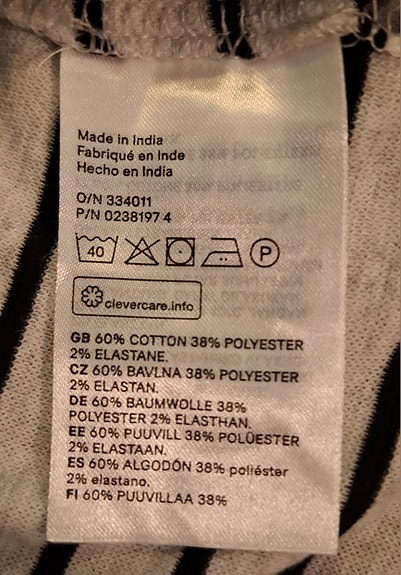 Made in India
Fabriqué en Inde
Hecho en India
O/N 334011
P/N 0238197 4
40
P
clevercare.info
GB 60% COTTON 38% POLYESTER
2% ELASTANE.
CZ 60% BAVLNA 38% POLYESTER
2% ELASTAN.
DE 60% BAUMWOLLE 38%
POLYESTER 2% ELASTHAN.
EE 60% PUUVILL 38% POLÜESTER
2% ELASTAAN.
ES 60% ALGODÓN 38% poliéster
2% elastano.
FI 60% PUUVILLAA 38%